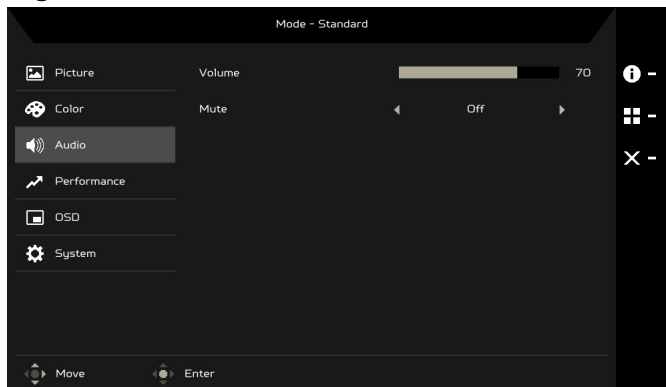 Mode - Standard
Picture
Volume
70
Color
Mute
Off
Audio
Performance
OSD
System
Move
Enter